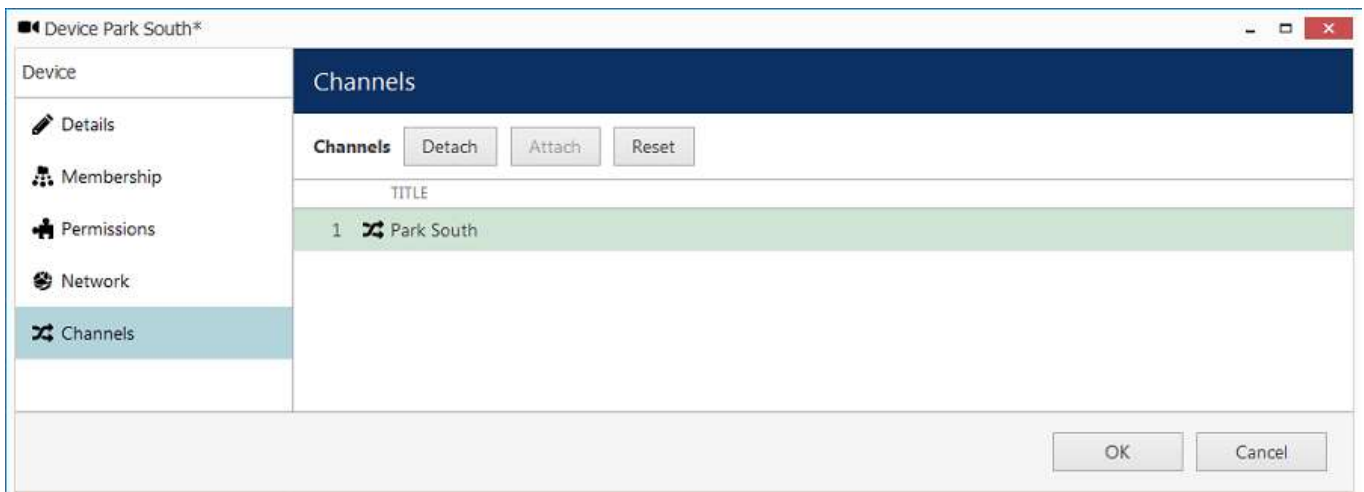 Device Park South*
Device
Details
Membership
Permissions
Network
Channels
Channels
Channels Detach Attach Reset
TITLE
1 Park South
OK Cancel